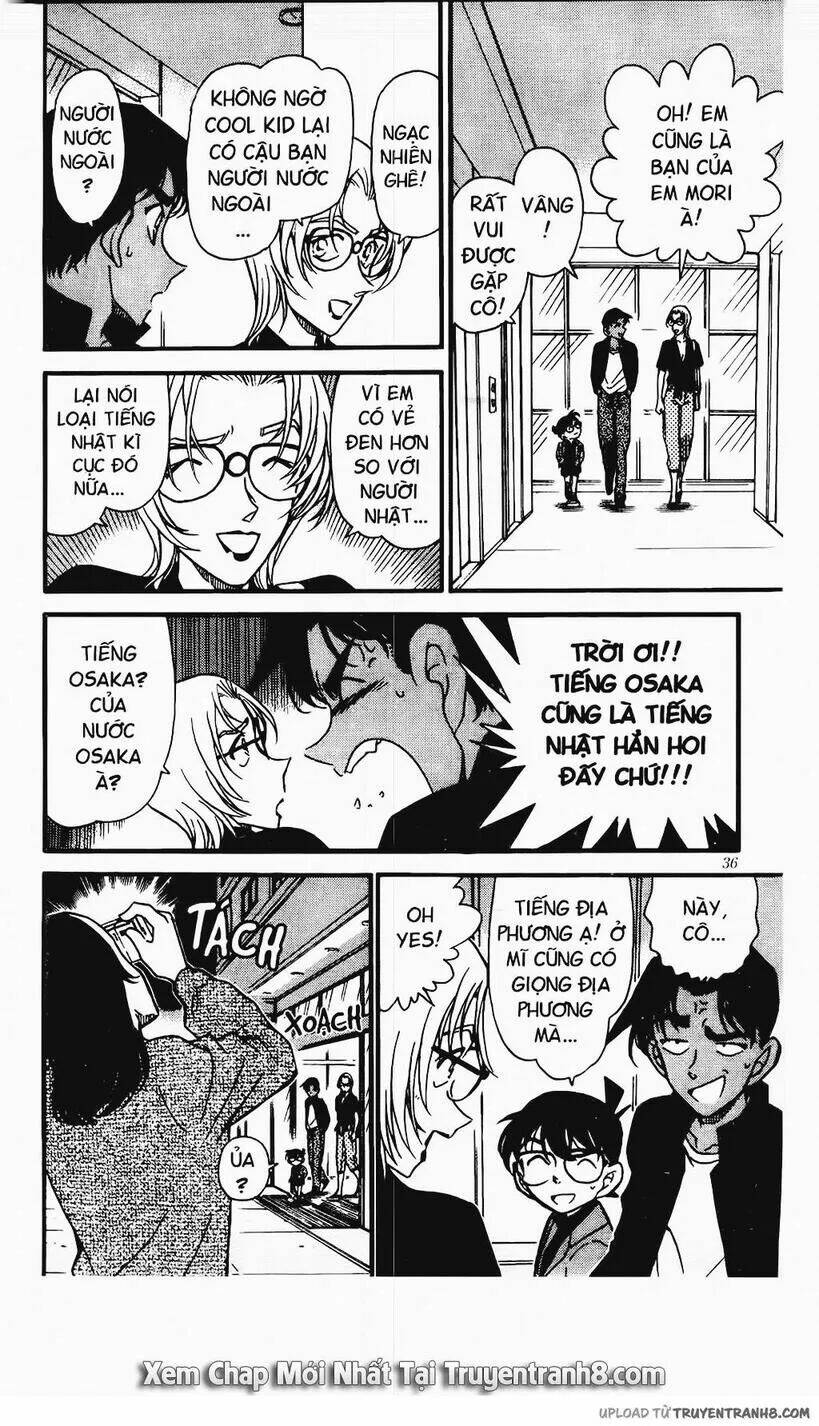 OH! EM
CŨNG LÀ
BẠN CỦA
EM MORI
À!
VÂNG
!
RẤT
VUI
ĐƯỢC
GẶP
CÔ!
NGẠC
NHIÊN
GHÊ!
KHÔNG NGỜ
COOL KID LẠI
CÓ CẬU BẠN
NGƯỜI NƯỚC
NGOÀI
...
NGƯỜI
NƯỚC
NGOÀI
?
VÌ EM
CÓ VẺ
ĐEN HƠN
SO VỚI
NGƯỜI
NHẬT...
LẠI NÓI
LOẠI TIẾNG
NHẬT KÌ
CỤC ĐÓ
NỮA...
TRỜI ƠI!!
TIẾNG OSAKA
CŨNG LÀ TIẾNG
NHẬT HẲN HOI
ĐẤY CHỨ!!!
TIẾNG
OSAKA?
CỦA
NƯỚC
OSAKA
À?
36
NÀY,
CÔ...
TIẾNG ĐỊA
PHƯƠNG Ạ! Ở
MĨ CŨNG CÓ
GIỌNG ĐỊA
PHƯƠNG
MÀ...
OH
YES!
TÁCH
XOẠCH
ỦA
?
Xem Chap Mới Nhất Tại Truyentranh8.com
UPLOAD TỪ TRUYENTRANH8.COM